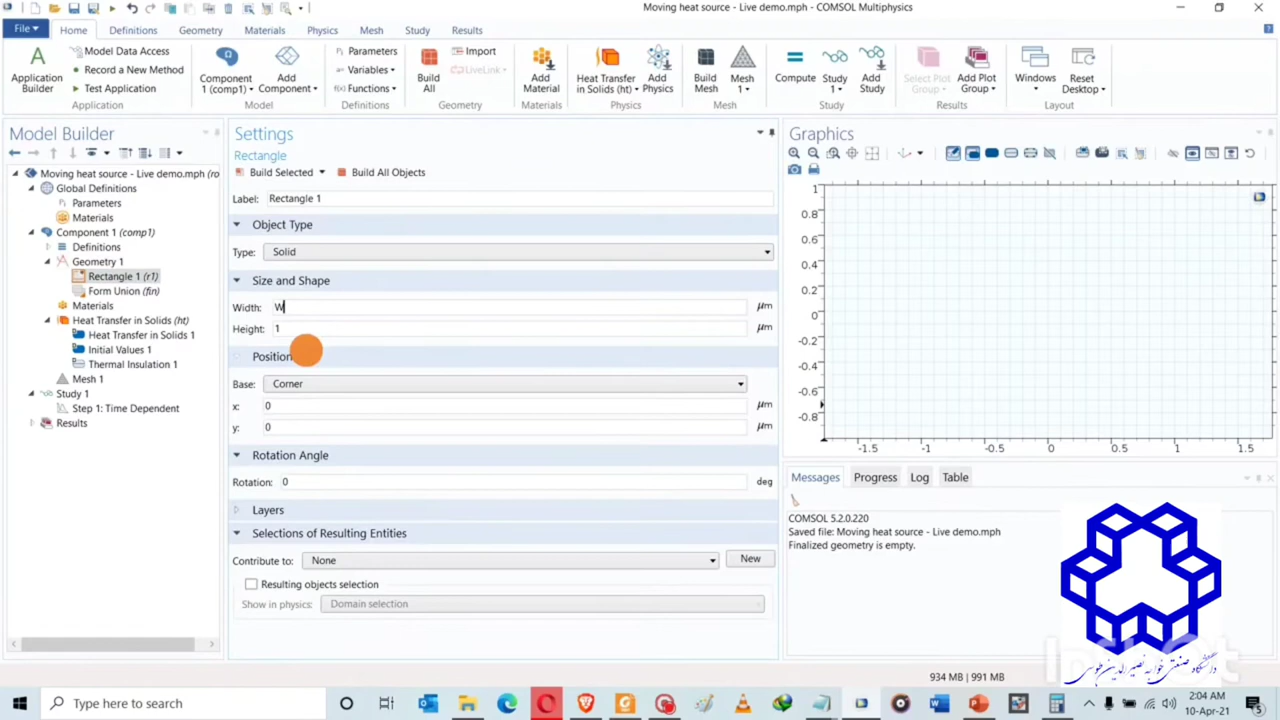 Moving heat source - Live demo.mph - COMSOL Multiphysics
File Home Definitions Geometry Materials Physics Mesh Study Results
Application Builder
Model Data Access
Record a New Method
Test Application
Application
Component 1 (comp1)
Add Component
Model
Parameters
Variables
Functions
Definitions
Build All
Import
LiveLink
Geometry
Add Material
Materials
Heat Transfer in Solids (ht)
Add Physics
Physics
Build Mesh
Mesh 1
Mesh
Compute
Study 1
Add Study
Study
Select Plot Group
Add Plot Group
Results
Windows
Reset Desktop
Layout
Model Builder
Moving heat source - Live demo.mph (ro
Global Definitions
Parameters
Materials
Component 1 (comp1)
Definitions
Geometry 1
Rectangle 1 (r1)
Form Union (fin)
Materials
Heat Transfer in Solids (ht)
Heat Transfer in Solids 1
Initial Values 1
Thermal Insulation 1
Mesh 1
Study 1
Step 1: Time Dependent
Results
Settings
Rectangle
Build Selected Build All Objects
Label: Rectangle 1
Object Type
Type: Solid
Size and Shape
Width: W µm
Height: 1 µm
Position
Base: Corner
x: 0 µm
y: 0 µm
Rotation Angle
Rotation: 0 deg
Layers
Selections of Resulting Entities
Contribute to: None New
Resulting objects selection
Show in physics: Domain selection
Graphics
1
0.8
0.6
0.4
0.2
0
-0.2
-0.4
-0.6
-0.8
-1.5 -1 -0.5 0 0.5 1 1.5
Messages Progress Log Table
COMSOL 5.2.0.220
Saved file: Moving heat source - Live demo.mph
Finalized geometry is empty.
934 MB | 991 MB
Type here to search
2:04 AM
10-Apr-21
5